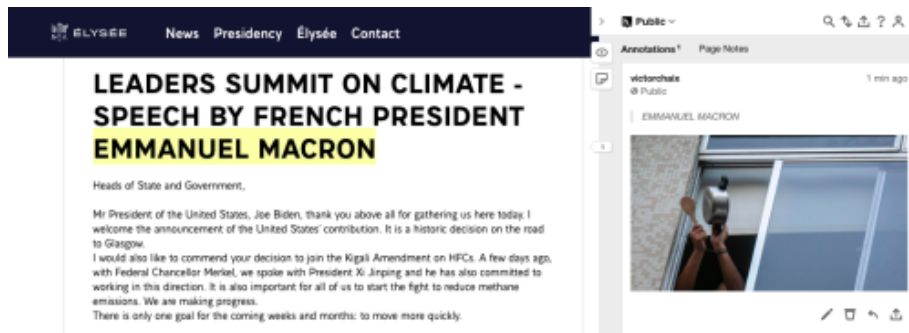 ÉLYSÉE News Presidency Élysée Contact
LEADERS SUMMIT ON CLIMATE -
SPEECH BY FRENCH PRESIDENT
EMMANUEL MACRON
Heads of State and Government,
Mr President of the United States, Joe Biden, thank you above all for gathering us here today. I
welcome the announcement of the United States' contribution. It is a historic decision on the road
to Glasgow.
I would also like to commend your decision to join the Kigali Amendment on HFCs. A few days ago,
with Federal Chancellor Merkel, we spoke with President Xi Jinping and he has also committed to
working in this direction. It is also important for all of us to start the fight to reduce methane
emissions. We are making progress.
There is only one goal for the coming weeks and months: to move more quickly.
Public
Annotations 1 Page Notes
victorchaix 1 min ago
Public
EMMANUEL MACRON